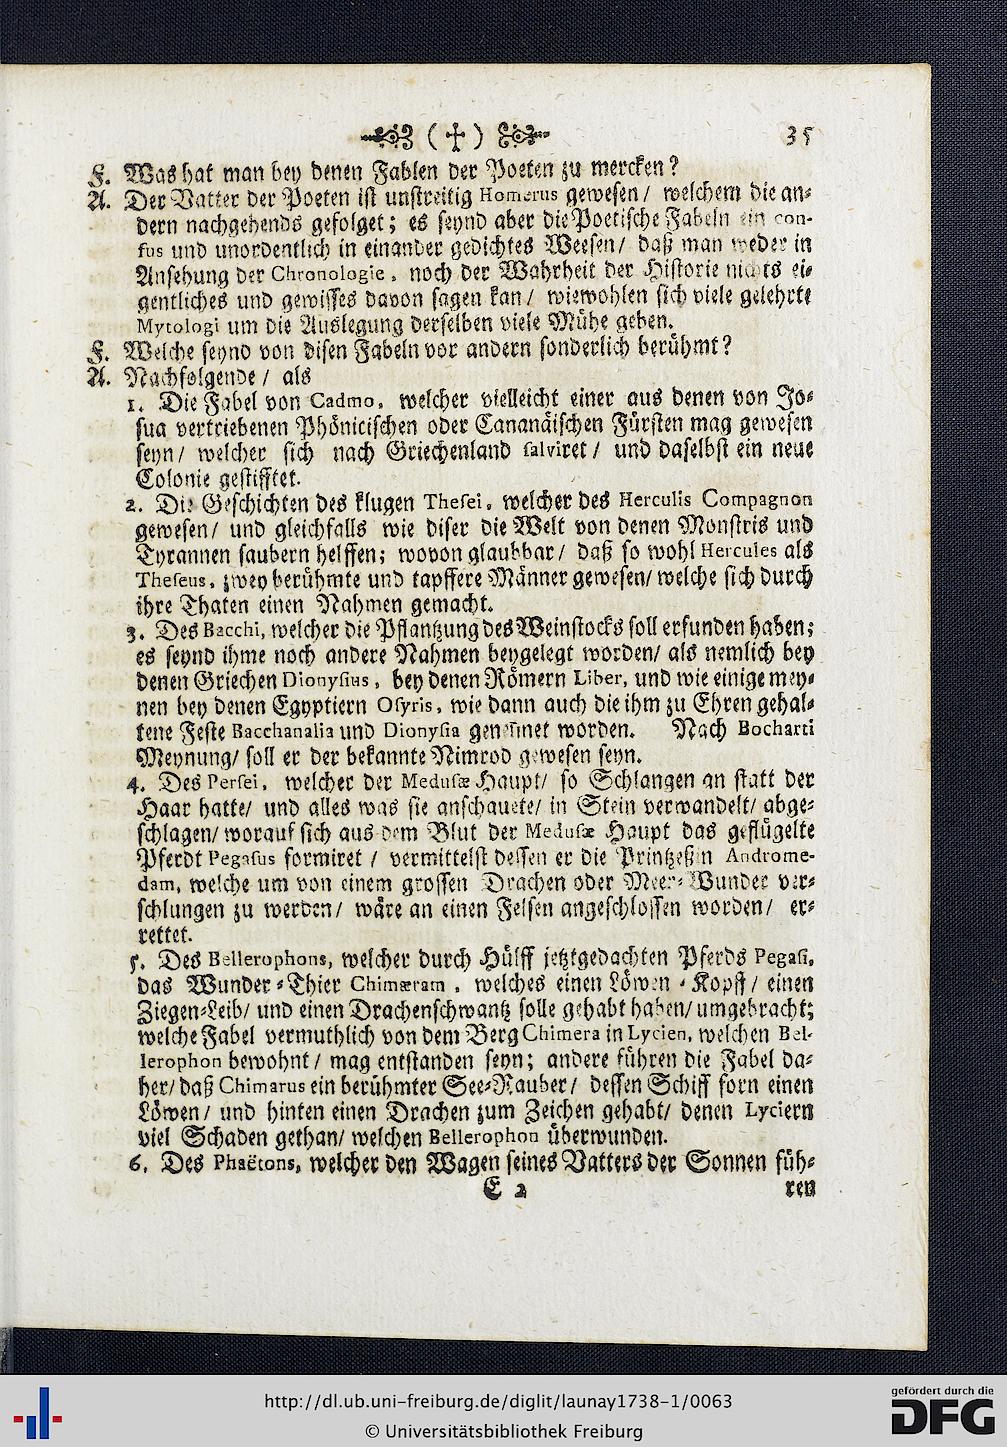 ( † ) 35
F. Was hat man bey denen Fablen der Poeten zu mercken?
A. Der Vatter der Poeten ist unstreitig Homerus gewesen/ welchem die an-
dern nachgehends gefolget; es seynd aber die Poetische Fabeln ein con-
fus und unordentlich in einander gedichtes Weesen/ daß man weder in
Ansehung der Chronologie, noch der Wahrheit der Historie nichts ei-
gentliches und gewisses davon sagen kan/ wiewohlen sich viele gelehrte
Mytologi um die Auslegung derselben viele Mühe geben.
F. Welche seynd von disen Fabeln vor andern sonderlich berühmt?
A. Nachfolgende/ als
1. Die Fabel von Cadmo, welcher vielleicht einer aus denen von Jo-
sua vertriebenen Phönicischen oder Cananäischen Fürsten mag gewesen
seyn/ welcher sich nach Griechenland salviret/ und daselbst ein neue
Colonie gestifftet.
2. Die Geschichten des klugen Thesei, welcher des Herculis Compagnon
gewesen/ und gleichfalls wie diser die Welt von denen Monstris und
Tyrannen saubern helffen; wovon glaubbar/ daß so wohl Hercules als
Theseus, zwey berühmte und tapffere Männer gewesen/ welche sich durch
ihre Thaten einen Nahmen gemacht.
3. Des Bacchi, welcher die Pflantzung des Weinstocks soll erfunden haben;
es seynd ihme noch andere Nahmen beygelegt worden/ als nemlich bey
denen Griechen Dionysius, bey denen Römern Liber, und wie einige mey-
nen bey denen Egyptiern Osyris, wie dann auch die ihm zu Ehren gehal-
tene Feste Bacchanalia und Dionysia genennet worden. Nach Bocharti
Meynung/ soll er der bekannte Nimrod gewesen seyn.
4. Des Persei, welcher der Medusæ Haupt/ so Schlangen an statt der
Haar hatte/ und alles was sie anschauete/ in Stein verwandelt/ abge-
schlagen/ worauf sich aus dem Blut der Medusæ Haupt das geflügelte
Pferdt Pegasus formiret/ vermittelst dessen er die Printzeßin Androme-
dam, welche um von einem grossen Drachen oder Meer-Wunder ver-
schlungen zu werden/ wäre an einen Felsen angeschlossen worden/ er-
rettet.
5. Des Bellerophons, welcher durch Hülff jetztgedachten Pferds Pegasi,
das Wunder-Thier Chimæram, welches einen Löwen-Kopff/ einen
Ziegen-Leib/ und einen Drachenschwantz solle gehabt haben/ umgebracht;
welche Fabel vermuthlich von dem Berg Chimera in Lycien, welchen Bel-
lerophon bewohnt/ mag entstanden seyn; andere führen die Fabel da-
her/ daß Chimarus ein berühmter See-Rauber/ dessen Schiff forn einen
Löwen/ und hinten einen Drachen zum Zeichen gehabt/ denen Lyciern
viel Schaden gethan/ welchen Bellerophon überwunden.
6. Des Phaëtons, welcher den Wagen seines Vatters der Sonnen füh-
E 2 ren
http://dl.ub.uni-freiburg.de/diglit/launay1738-1/0063
© Universitätsbibliothek Freiburg
gefördert durch die
DFG